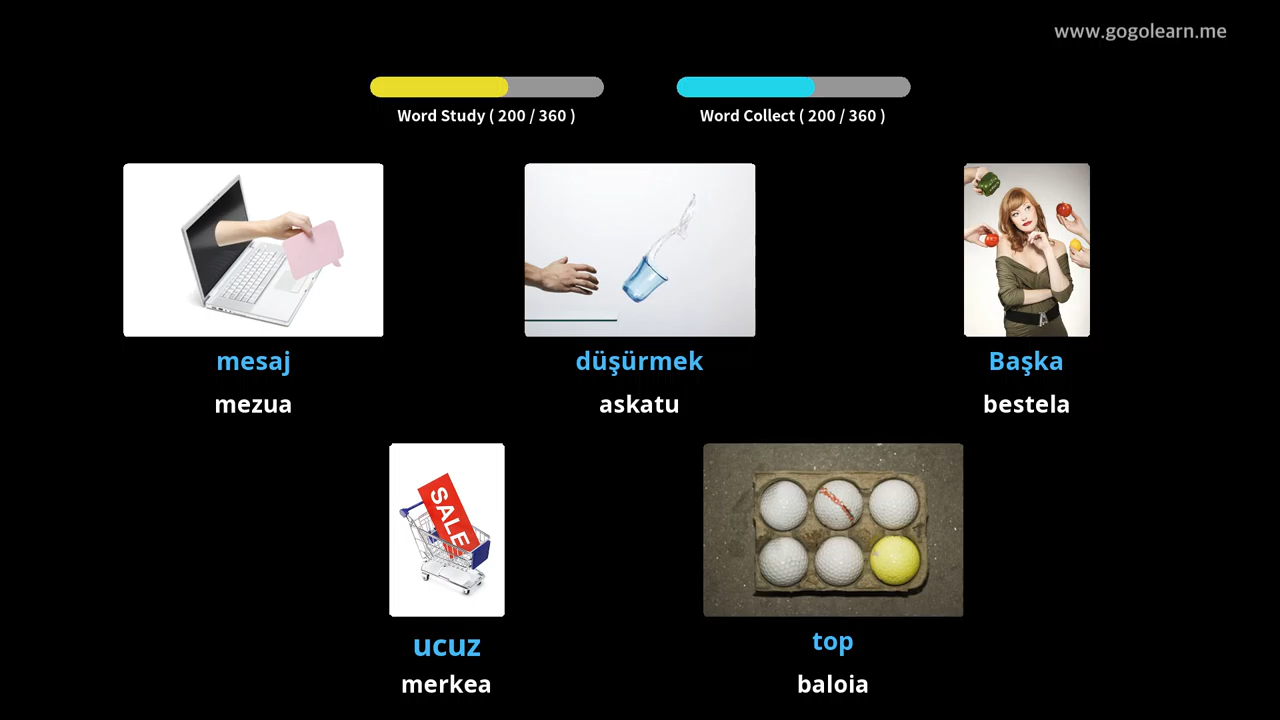 www.gogolearn.me
Word Study ( 200 / 360 )
Word Collect ( 200 / 360 )
mesaj
düşürmek
Başka
mezua
askatu
bestela
SALE
ucuz
top
merkea
baloia